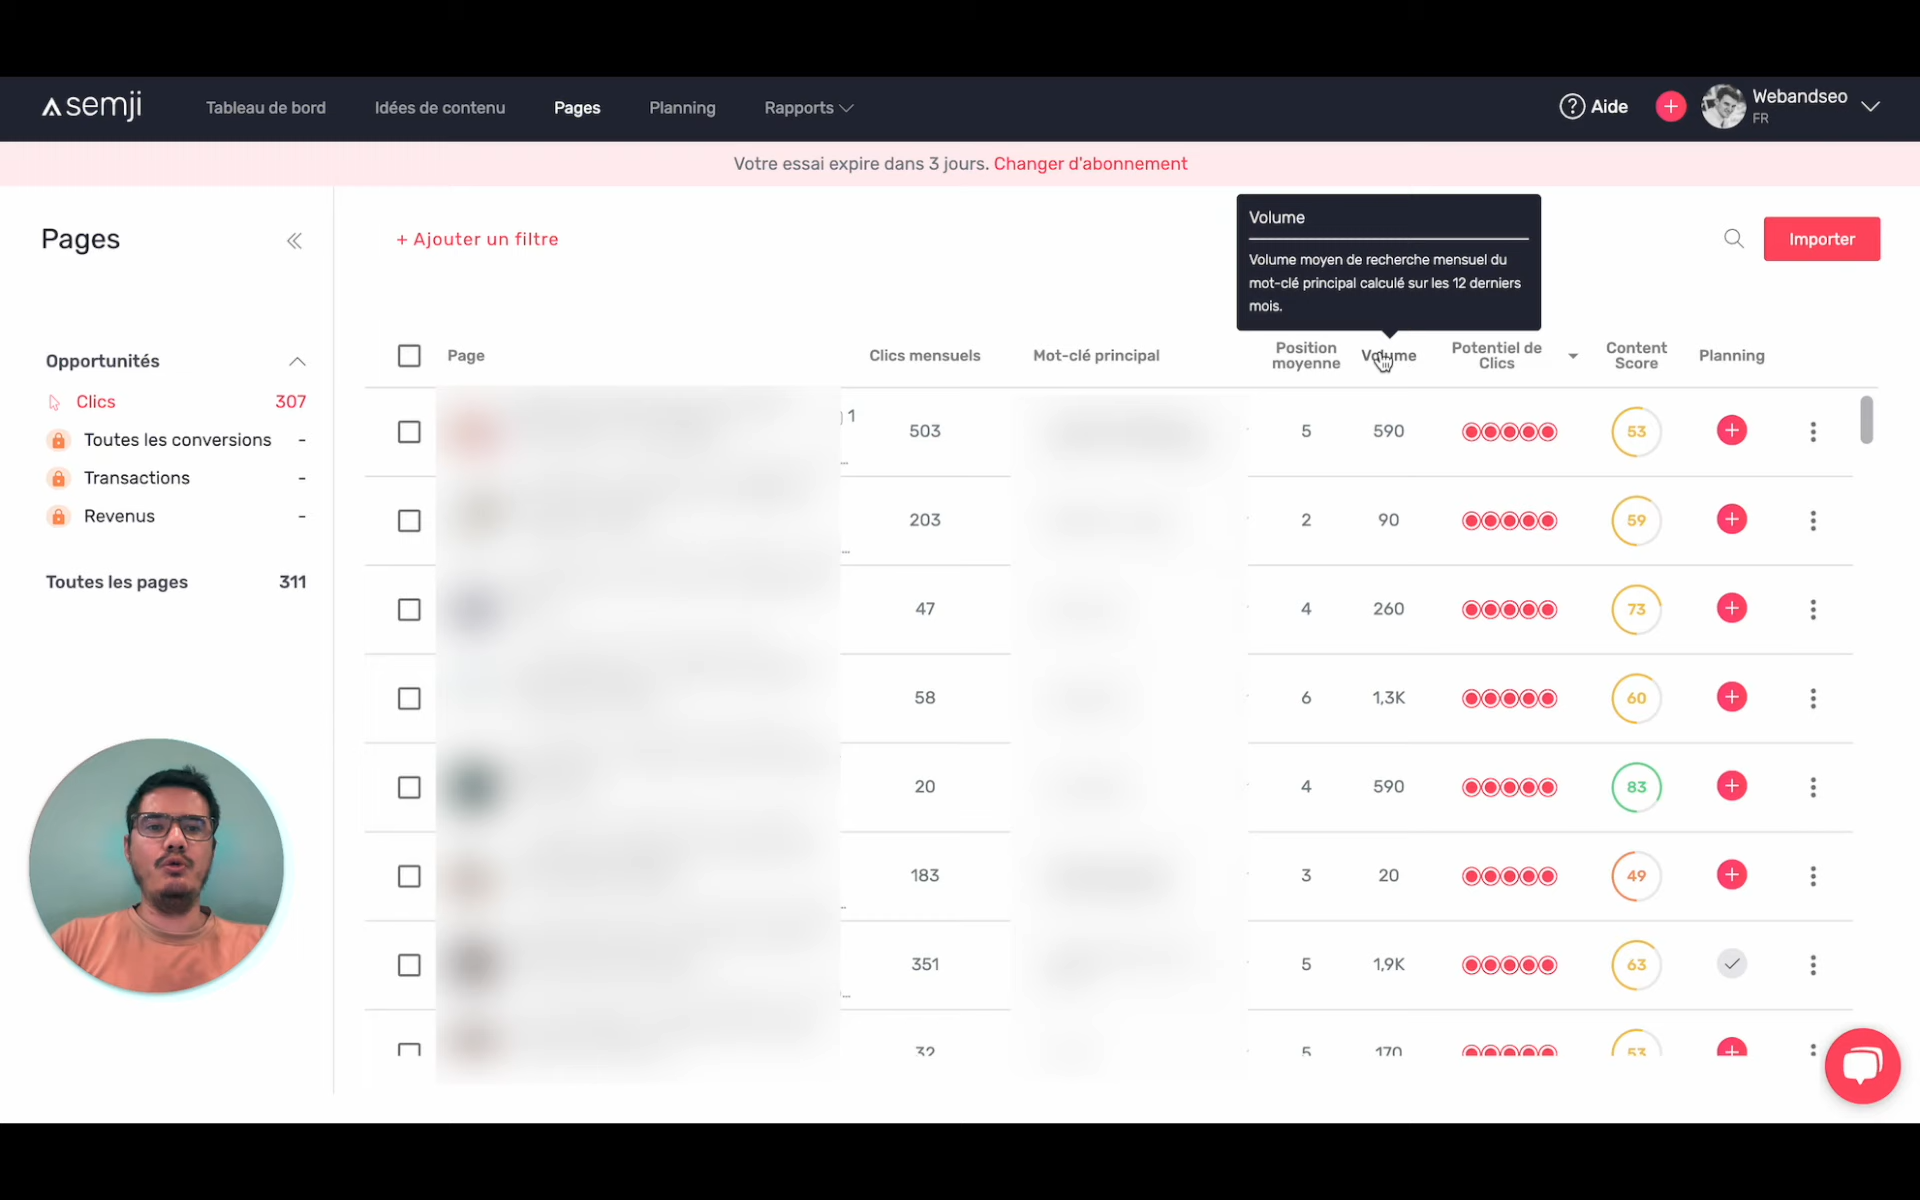 semji
Tableau de bord
Idées de contenu
Pages
Planning
Rapports
? Aide
Webandseo
FR
Votre essai expire dans 3 jours. Changer d'abonnement
Pages
+ Ajouter un filtre
Volume
Volume moyen de recherche mensuel du
mot-clé principal calculé sur les 12 derniers
mois.
Importer
Opportunités
Clics 307
Toutes les conversions -
Transactions -
Revenus -
Toutes les pages 311
Page
Clics mensuels
Mot-clé principal
Position
moyenne
Volume
Potentiel de
Clics
Content
Score
Planning
1
...
503 5 590 53
...
203 2 90 59
47 4 260 73
58 6 1,3K 60
20 4 590 83
...
183 3 20 49
...
351 5 1,9K 63
32 5 170 53